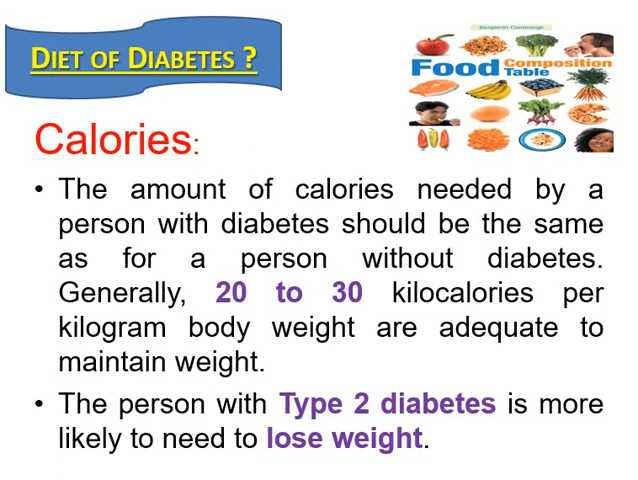 DIET OF DIABETES ?
Benjamin Cummings
Food Composition
Table
Calories:
• The amount of calories needed by a
person with diabetes should be the same
as for a person without diabetes.
Generally, 20 to 30 kilocalories per
kilogram body weight are adequate to
maintain weight.
• The person with Type 2 diabetes is more
likely to need to lose weight.